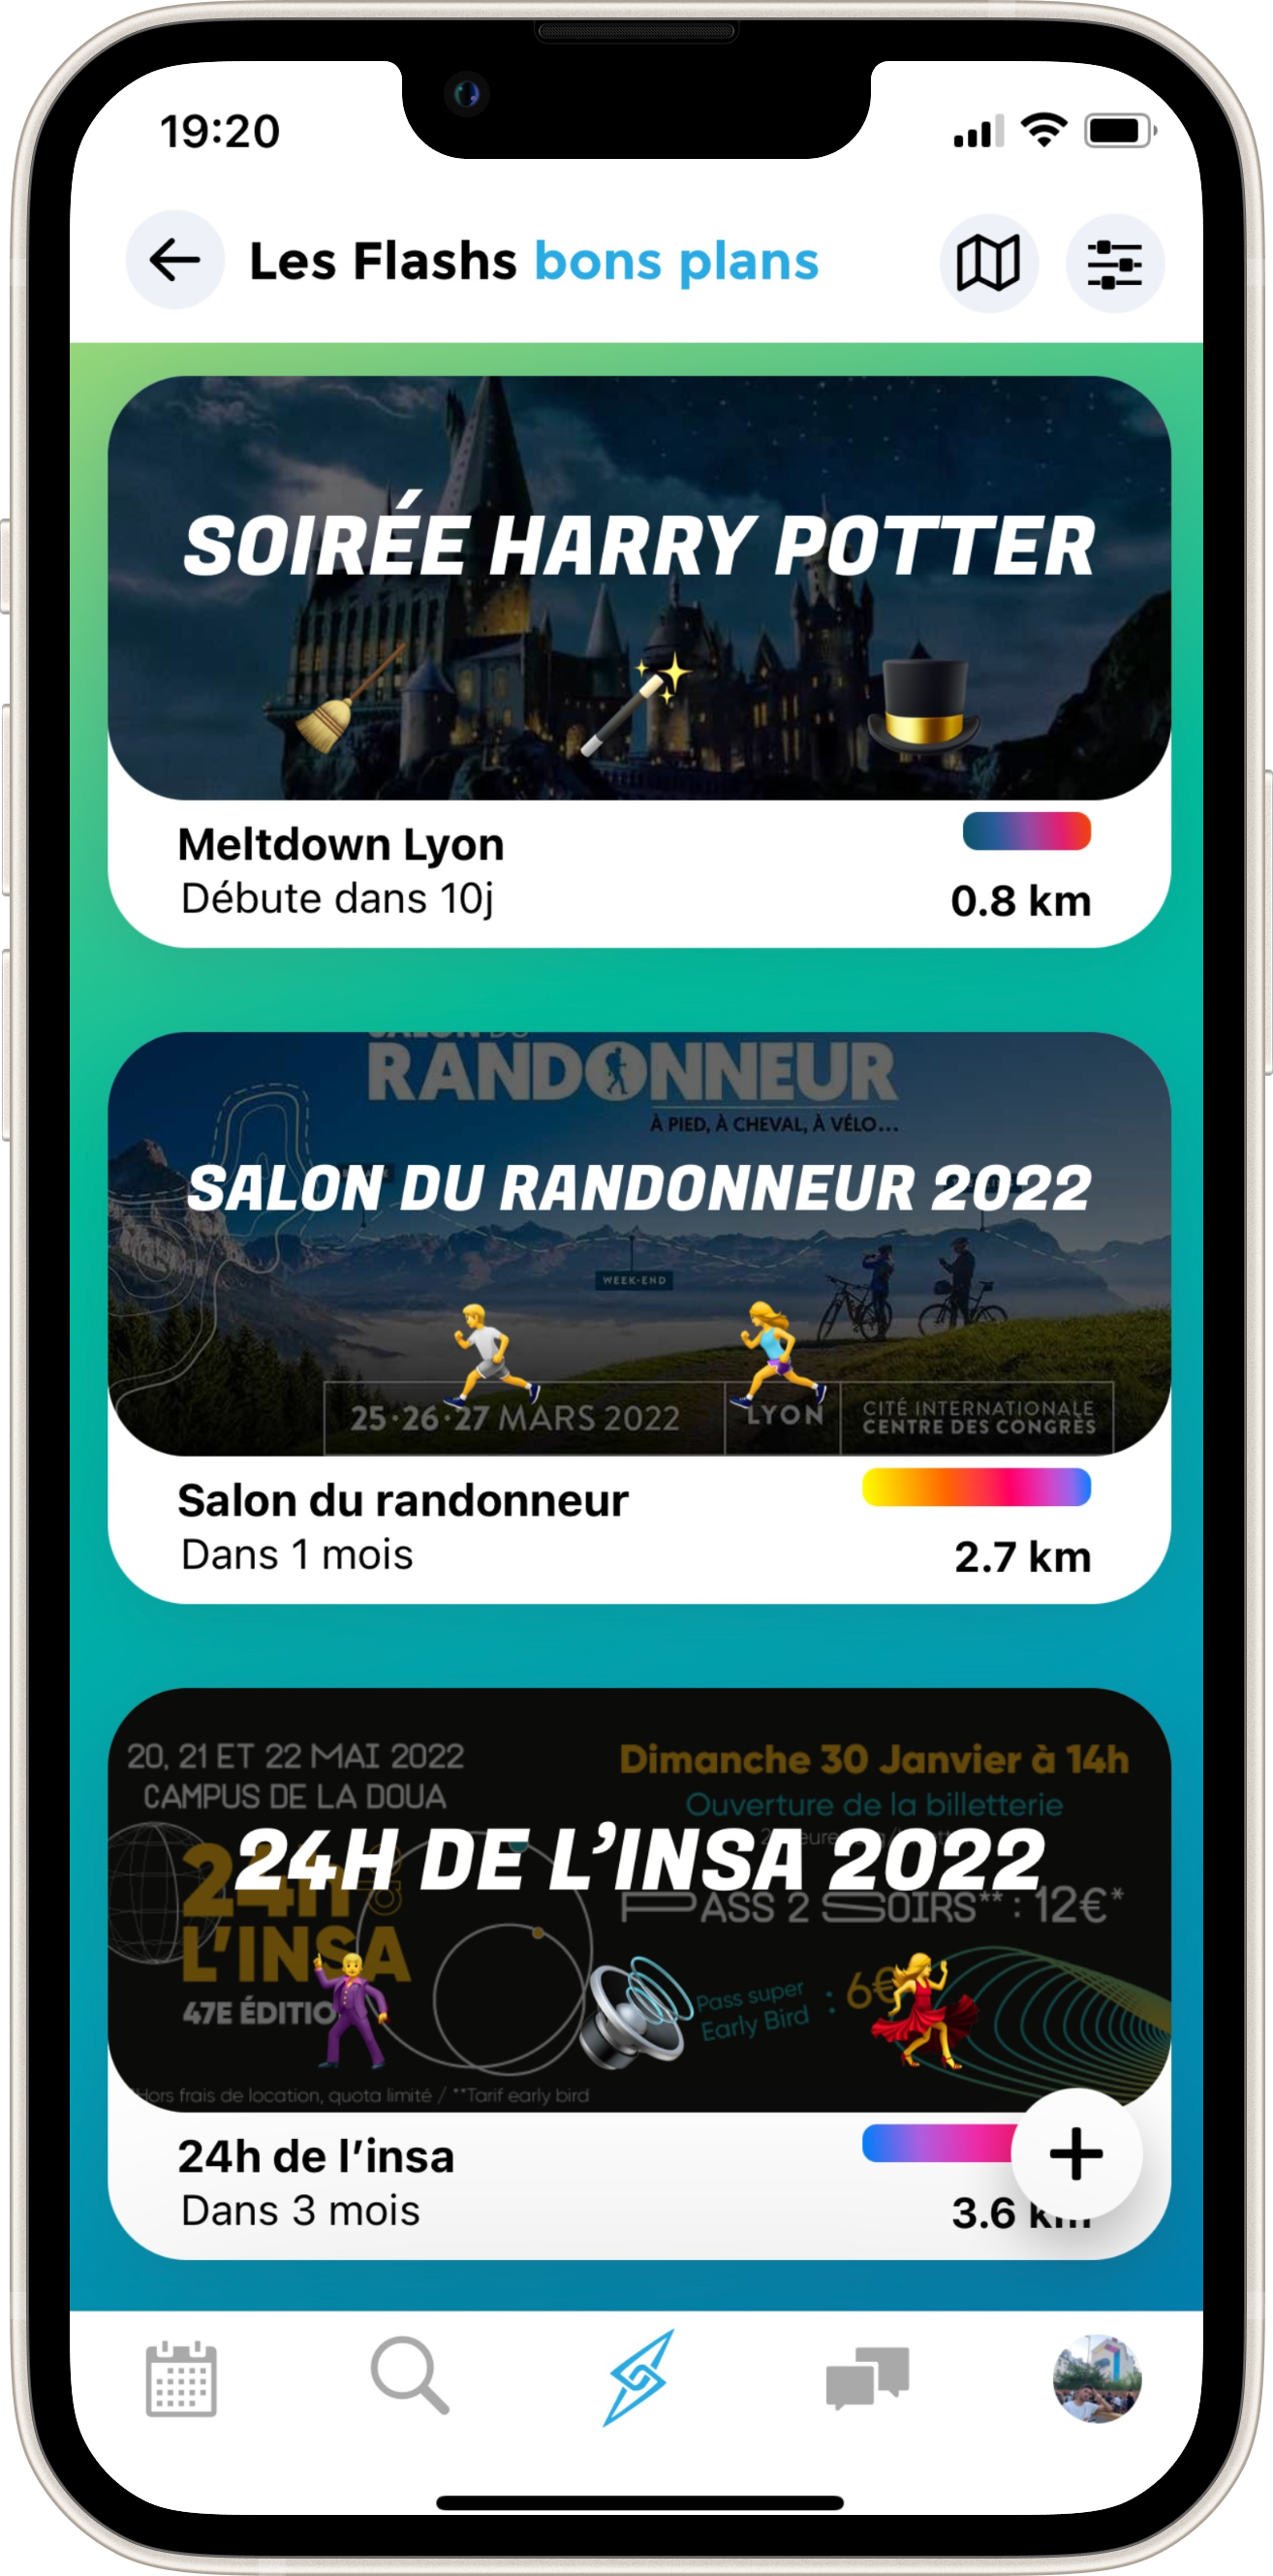 19:20
Les Flashs bons plans
SOIRÉE HARRY POTTER
Meltdown Lyon
Débute dans 10j
0.8 km
RANDONNEUR
À PIED, À CHEVAL, À VÉLO...
SALON DU RANDONNEUR 2022
WEEK-END
25·26·27 MARS 2022
LYON
CITÉ INTERNATIONALE
CENTRE DES CONGRÈS
Salon du randonneur
Dans 1 mois
2.7 km
20, 21 ET 22 MAI 2022
CAMPUS DE LA DOUA
Dimanche 30 Janvier à 14h
Ouverture de la billetterie
24H DE L’INSA 2022
24h
L'INSA
47E ÉDITIO
PASS 2 SOIRS** : 12€*
Pass super
Early Bird : 6€
*Hors frais de location, quota limité / **Tarif early bird
24h de l’insa
Dans 3 mois
3.6 km